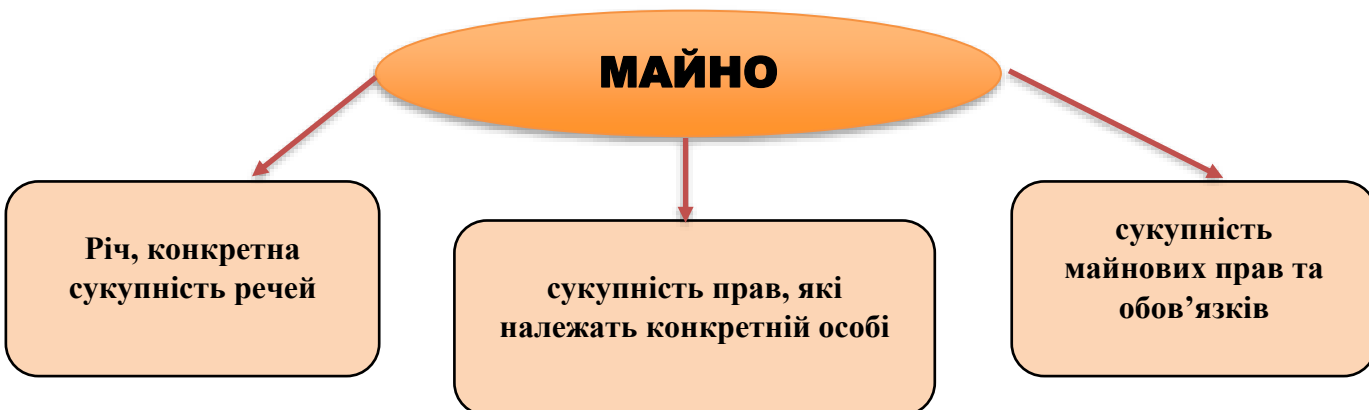 МАЙНО
Річ, конкретна
сукупність речей
сукупність прав, які
належать конкретній особі
сукупність
майнових прав та
обов’язків